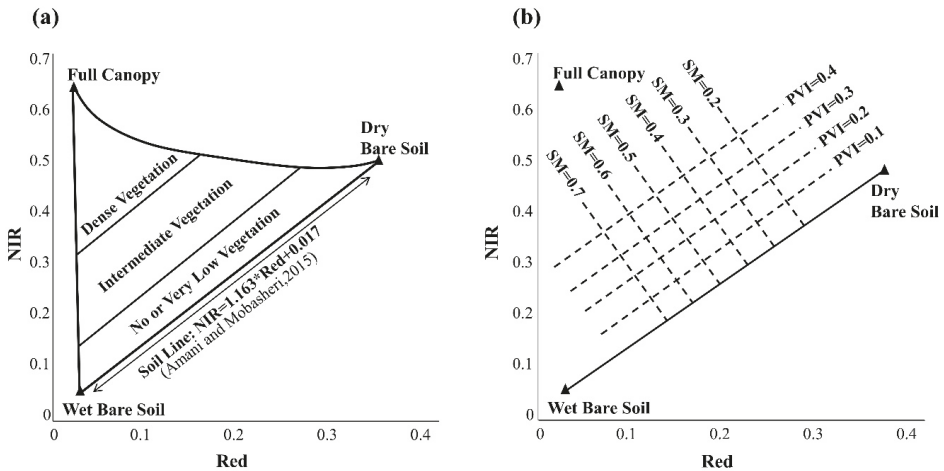 (a)
0.7
0.6
0.5
0.4
0.3
0.2
0.1
0
NIR
Full Canopy
Dry
Bare Soil
Dense Vegetation
Intermediate Vegetation
No or Very Low Vegetation
Soil Line: NIR=1.163*Red+0.017
(Amani and Mobasheri,2015)
Wet Bare Soil
0
0.1
0.2
0.3
0.4
Red
(b)
0.7
0.6
0.5
0.4
0.3
0.2
0.1
0
NIR
Full Canopy
SM=0.7
SM=0.6
SM=0.5
SM=0.4
SM=0.3
SM=0.2
PVI=0.4
PVI=0.3
PVI=0.2
PVI=0.1
Dry
Bare Soil
Wet Bare Soil
0
0.1
0.2
0.3
0.4
Red